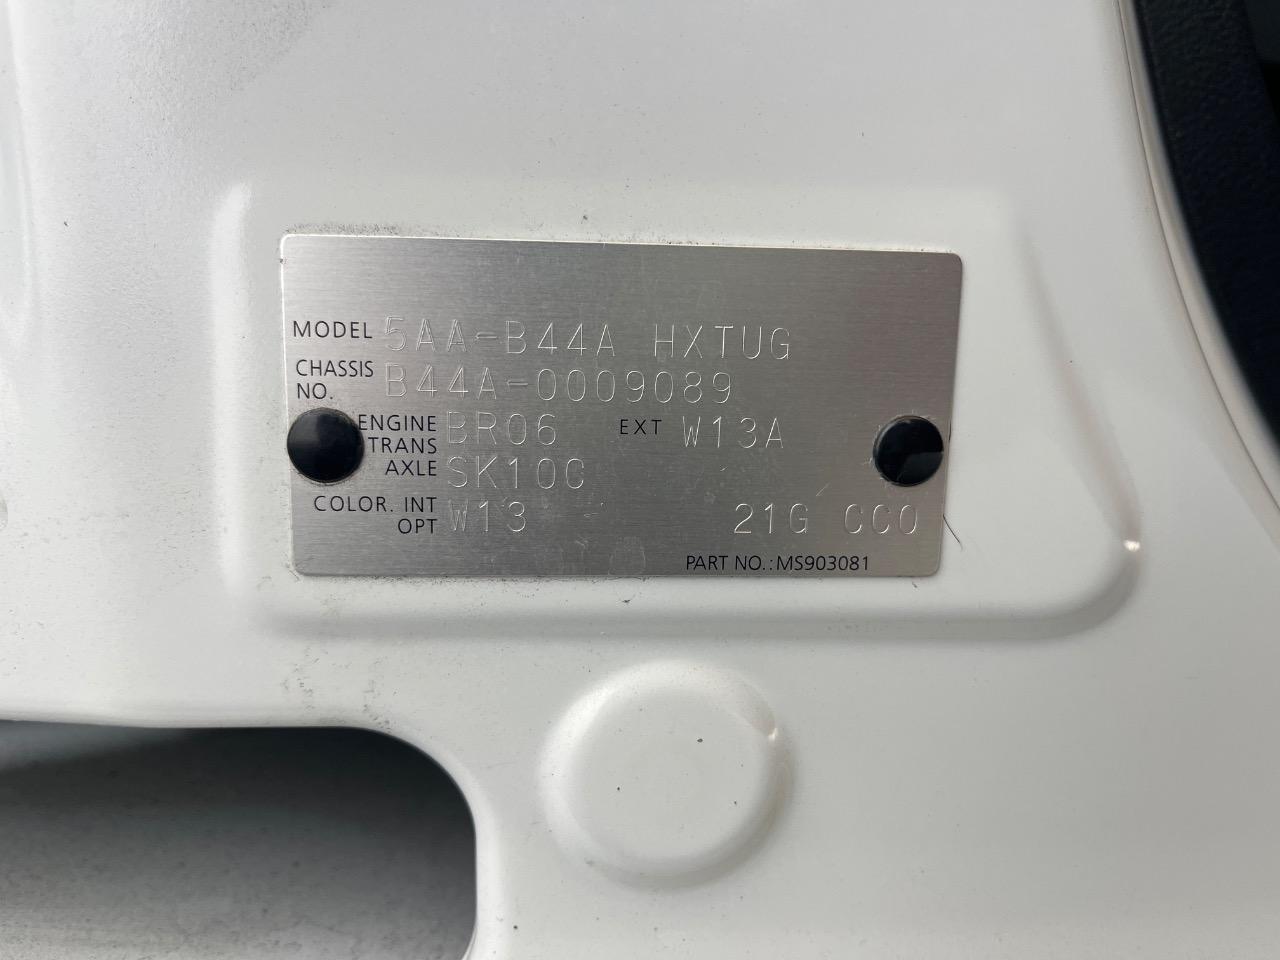 MODEL 5AA-B44A HXTUG
CHASSIS NO. B44A-0009089
ENGINE BR06 EXT W13A
TRANS AXLE SK10C
COLOR. INT OPT W13 21G CC0
PART NO.: MS903081